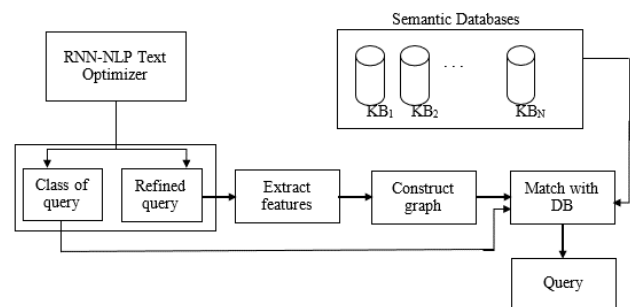 Semantic Databases
RNN-NLP Text
Optimizer
. . .
KB1
KB2
KBN
Class of
query
Refined
query
Extract
features
Construct
graph
Match with
DB
Query